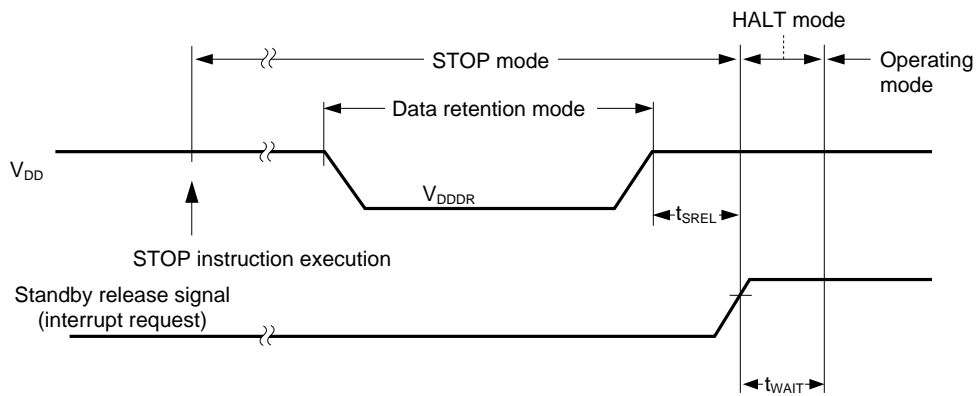 HALT mode
STOP mode
Operating
mode
Data retention mode
VDD
VDDDR
tSREL
STOP instruction execution
Standby release signal
(interrupt request)
tWAIT